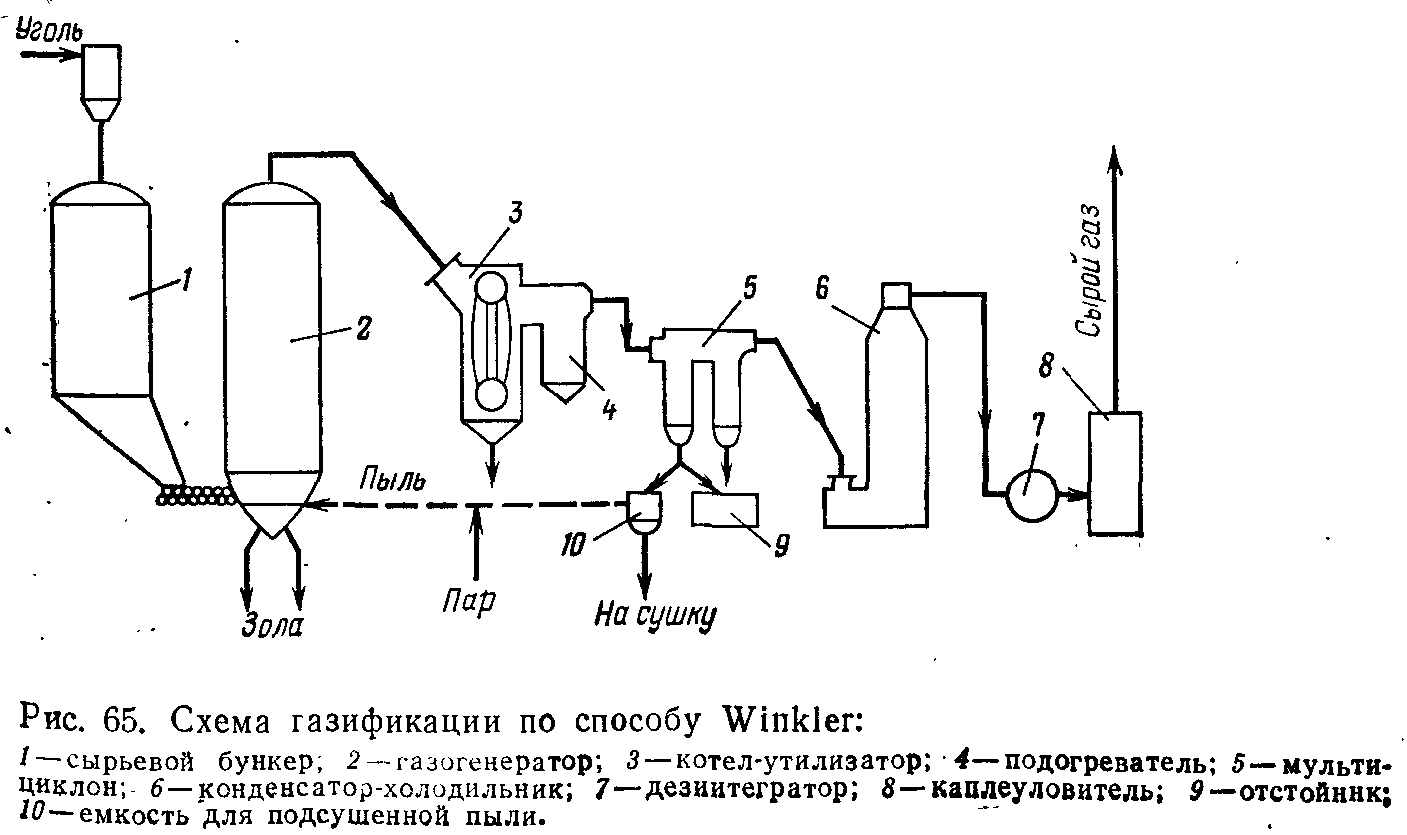 Уголь
1
2
3
4
5
6
7
8
Сырой газ
Пыль
10
9
Пар
На сушку
Зола
Рис. 65. Схема газификации по способу Winkler:
1—сырьевой бункер; 2—газогенератор; 3—котел-утилизатор; 4—подогреватель; 5—мульти-
циклон; 6—конденсатор-холодильник; 7—дезинтегратор; 8—каплеуловитель; 9—отстойник;
10—емкость для подсушенной пыли.